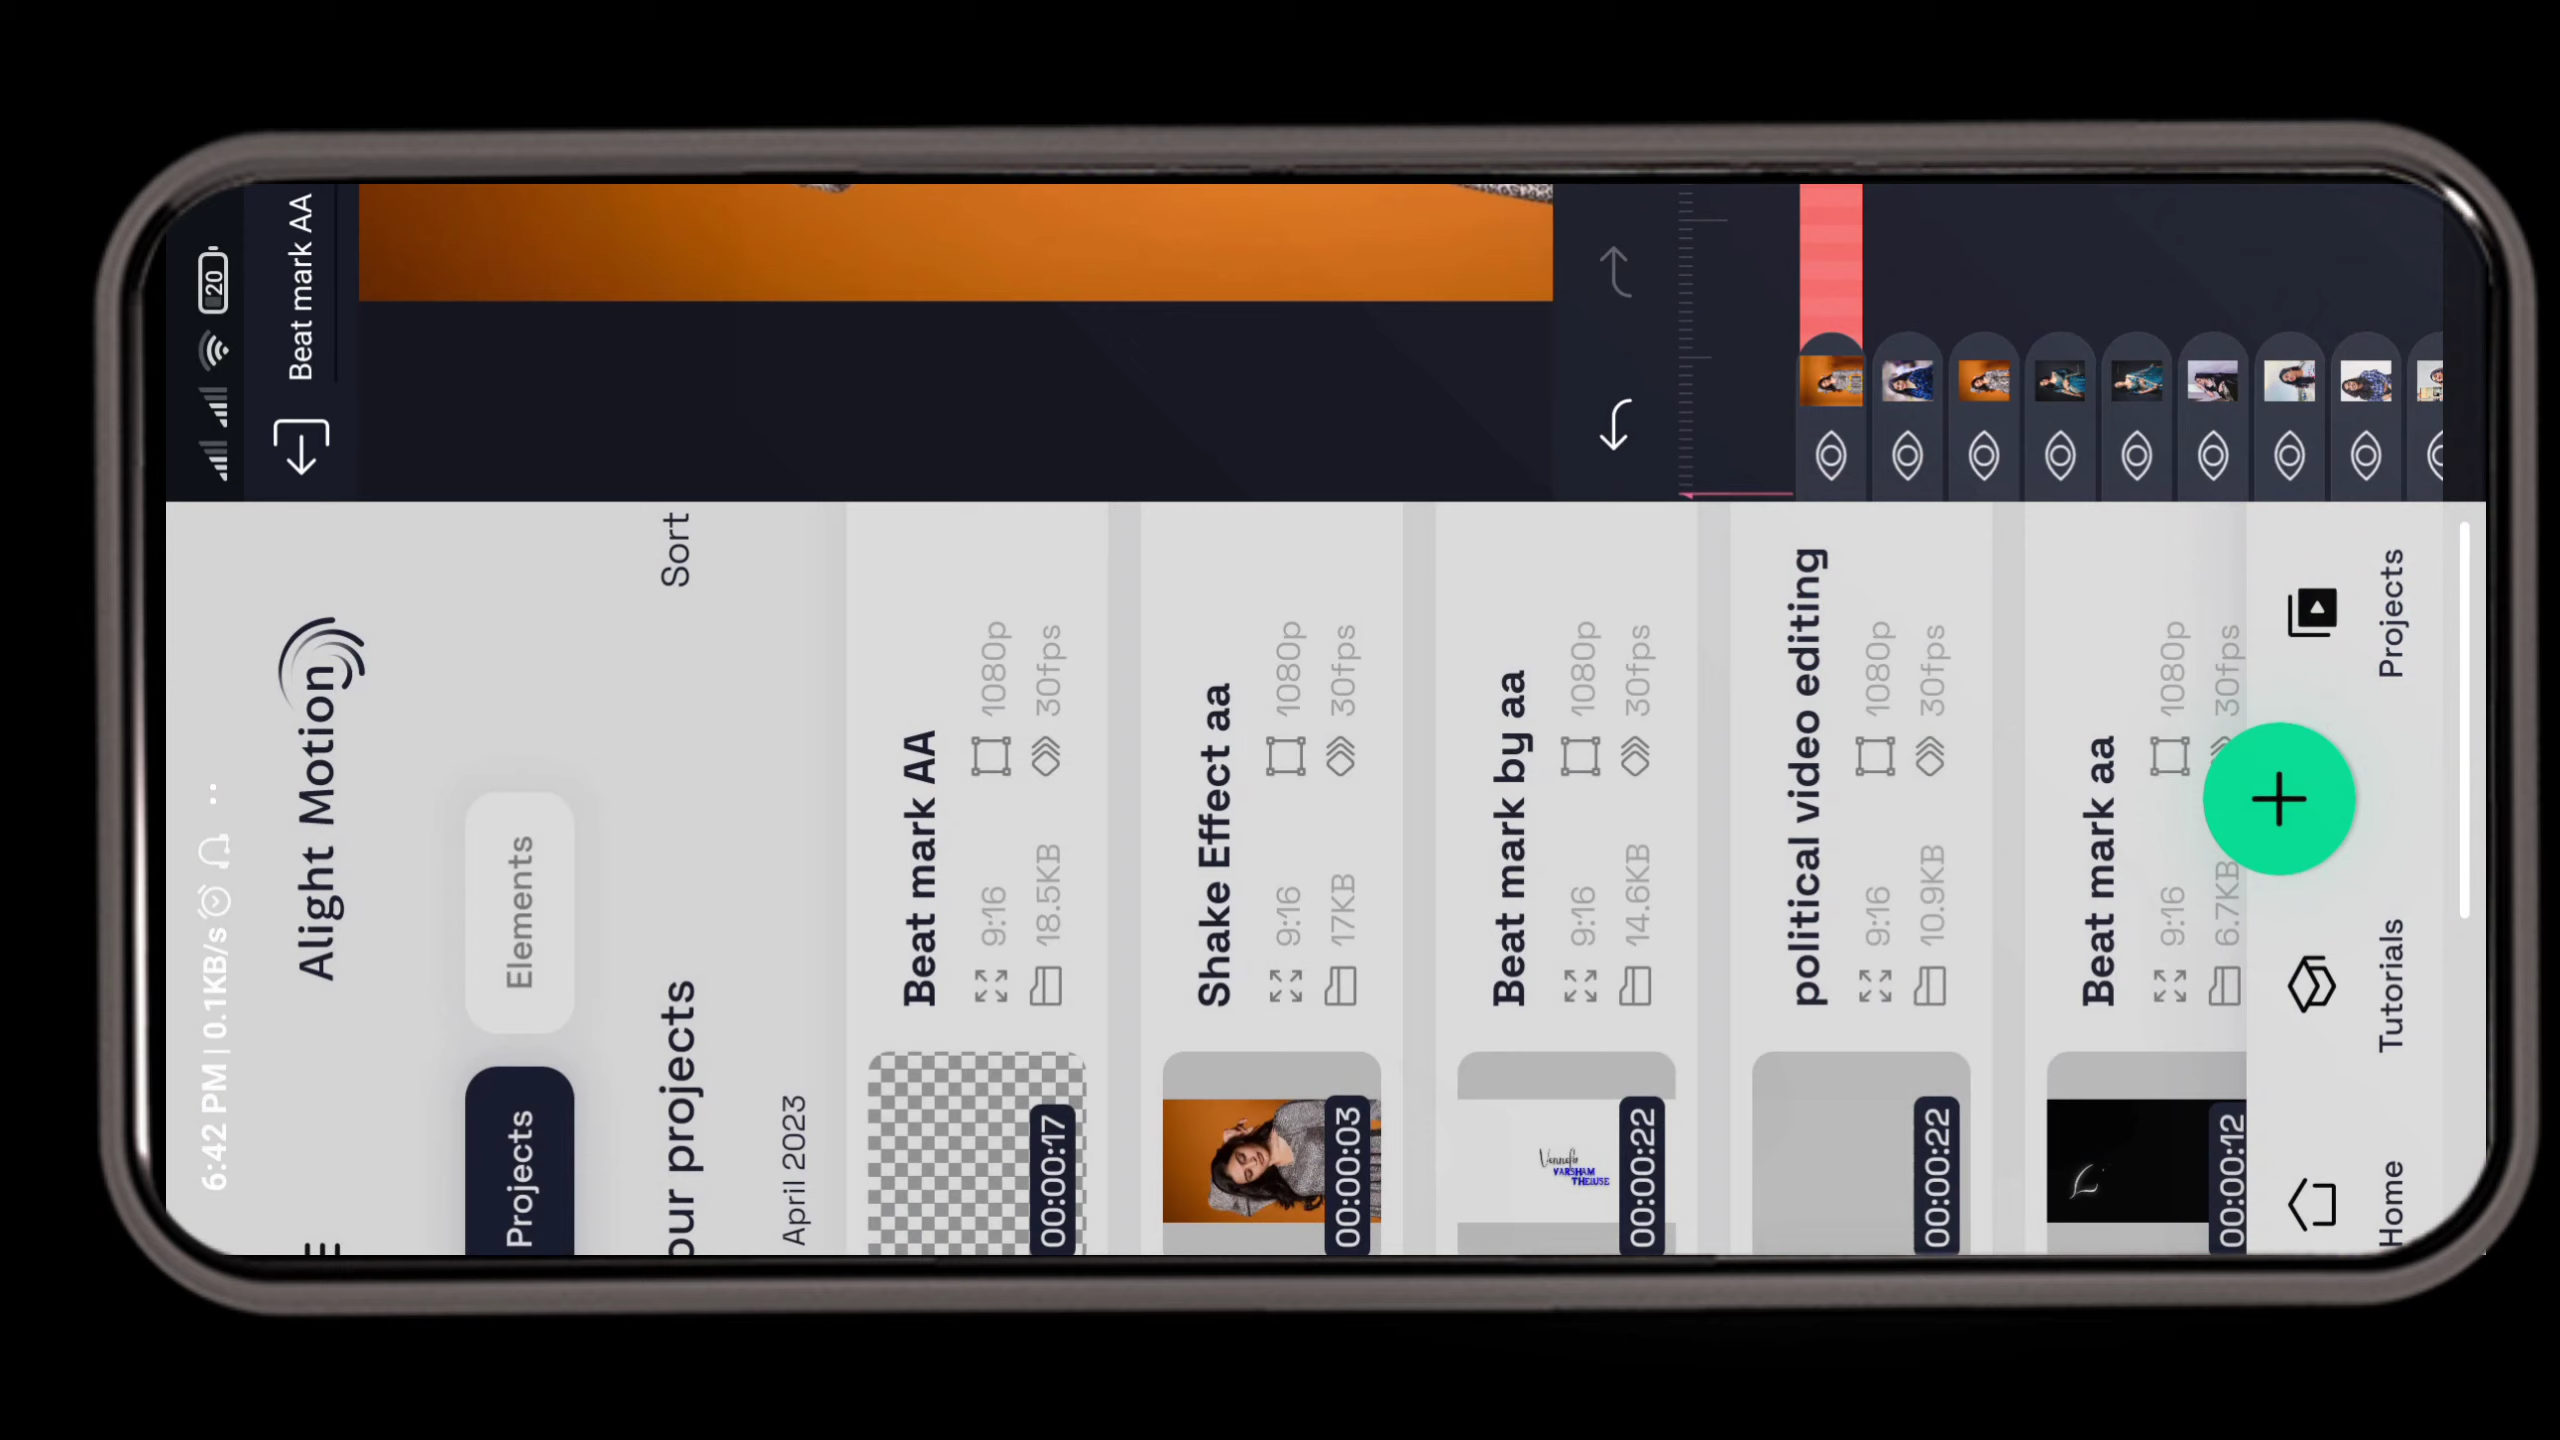 6:42 PM | 0.1KB/s
20
Alight Motion
Projects
Elements
our projects
Sort
April 2023
Beat mark AA
9:16
1080p
18.5KB
30fps
00:00:17
Shake Effect aa
9:16
1080p
17KB
30fps
00:00:03
Beat mark by aa
9:16
1080p
14.6KB
30fps
00:00:22
VARSHAM
political video editing
9:16
1080p
10.9KB
30fps
00:00:22
Beat mark aa
9:16
1080p
6.7KB
30fps
00:00:12
Home
Tutorials
Projects
Beat mark AA